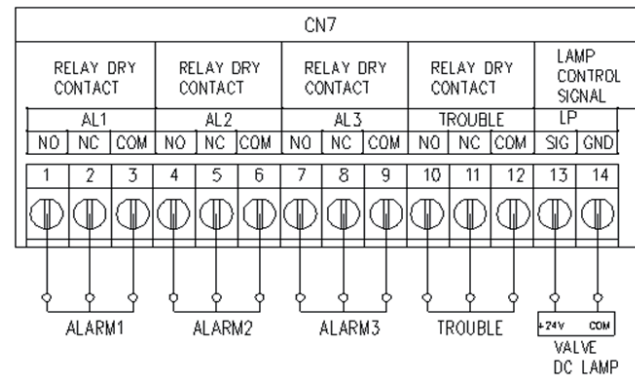 CN7
RELAY DRY CONTACT RELAY DRY CONTACT RELAY DRY CONTACT RELAY DRY CONTACT LAMP CONTROL SIGNAL
AL1 AL2 AL3 TROUBLE LP
NO NC COM NO NC COM NO NC COM NO NC COM SIG GND
1 2 3 4 5 6 7 8 9 10 11 12 13 14
ALARM1 ALARM2 ALARM3 TROUBLE +24V COM
VALVE
DC LAMP